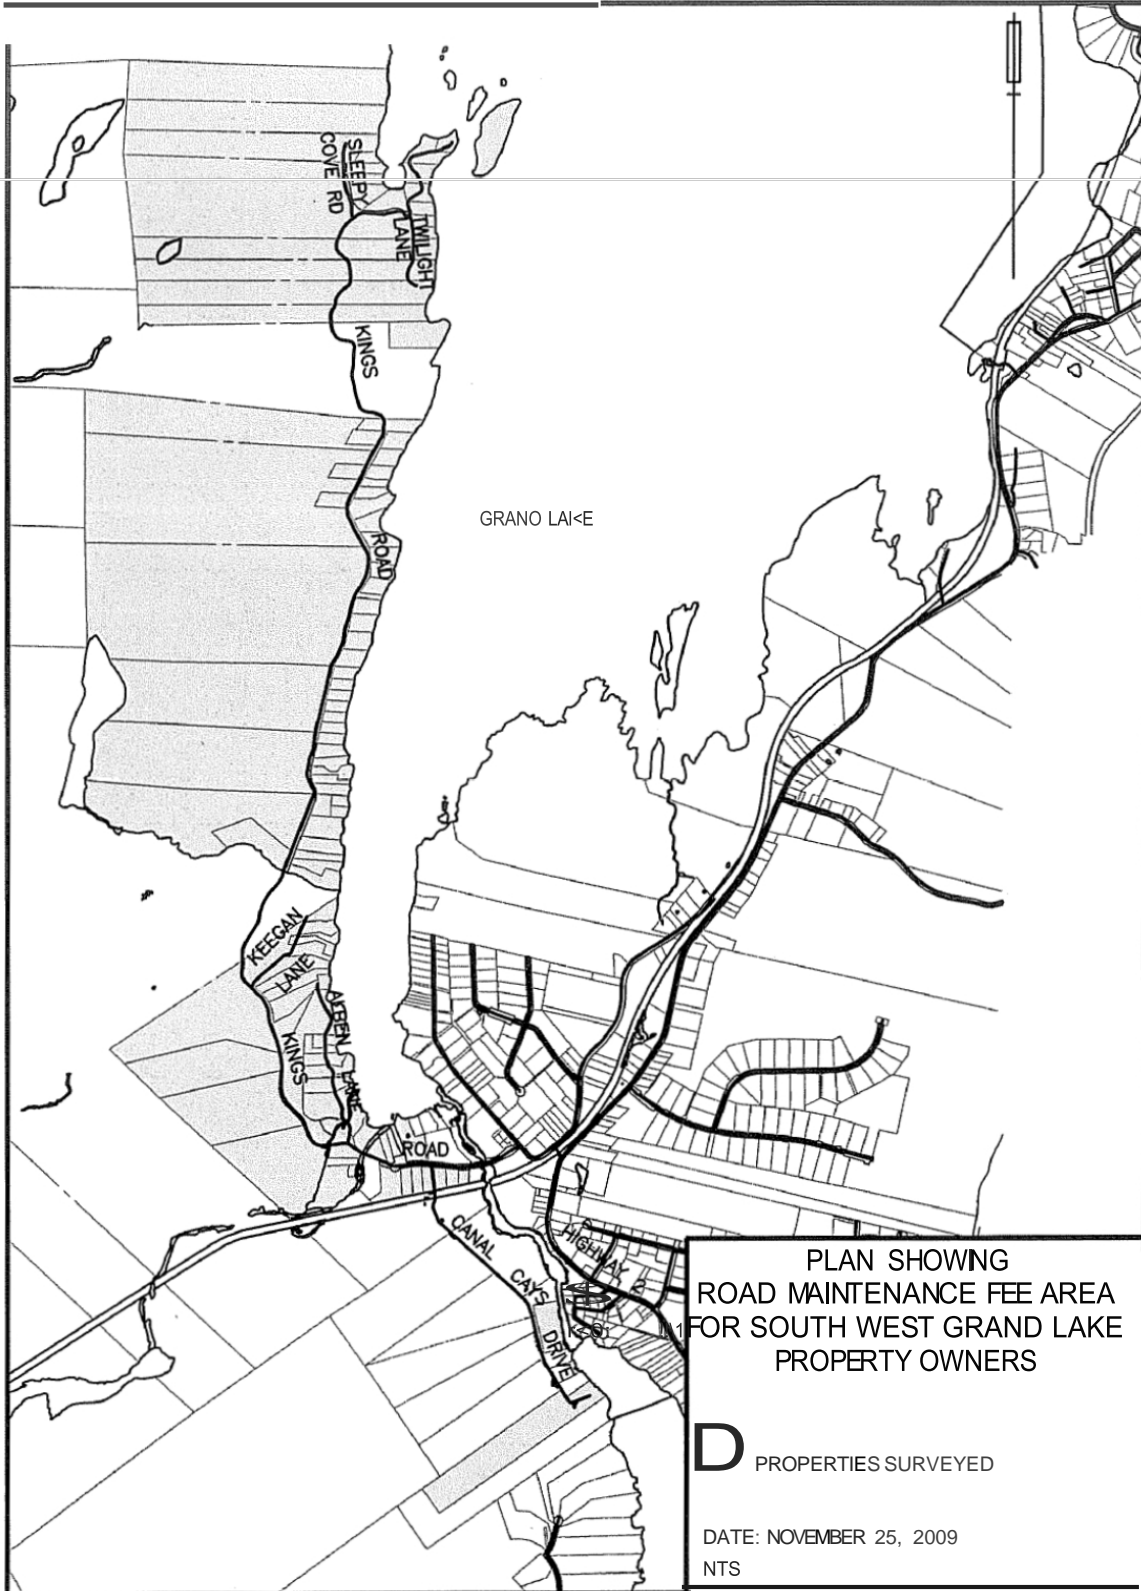 SLEEPY
COVE RD
TWILIGHT
LANE
KINGS
GRANO LAI<E
ROAD
KEEGAN
LANE
ALBEN LANE
KINGS
ROAD
CANAL
CAYS
DRIVE
HIGHWAY 2
PLAN SHOWING
ROAD MAINTENANCE FEE AREA
FOR SOUTH WEST GRAND LAKE
PROPERTY OWNERS
D PROPERTIES SURVEYED
DATE: NOVEMBER 25, 2009
NTS